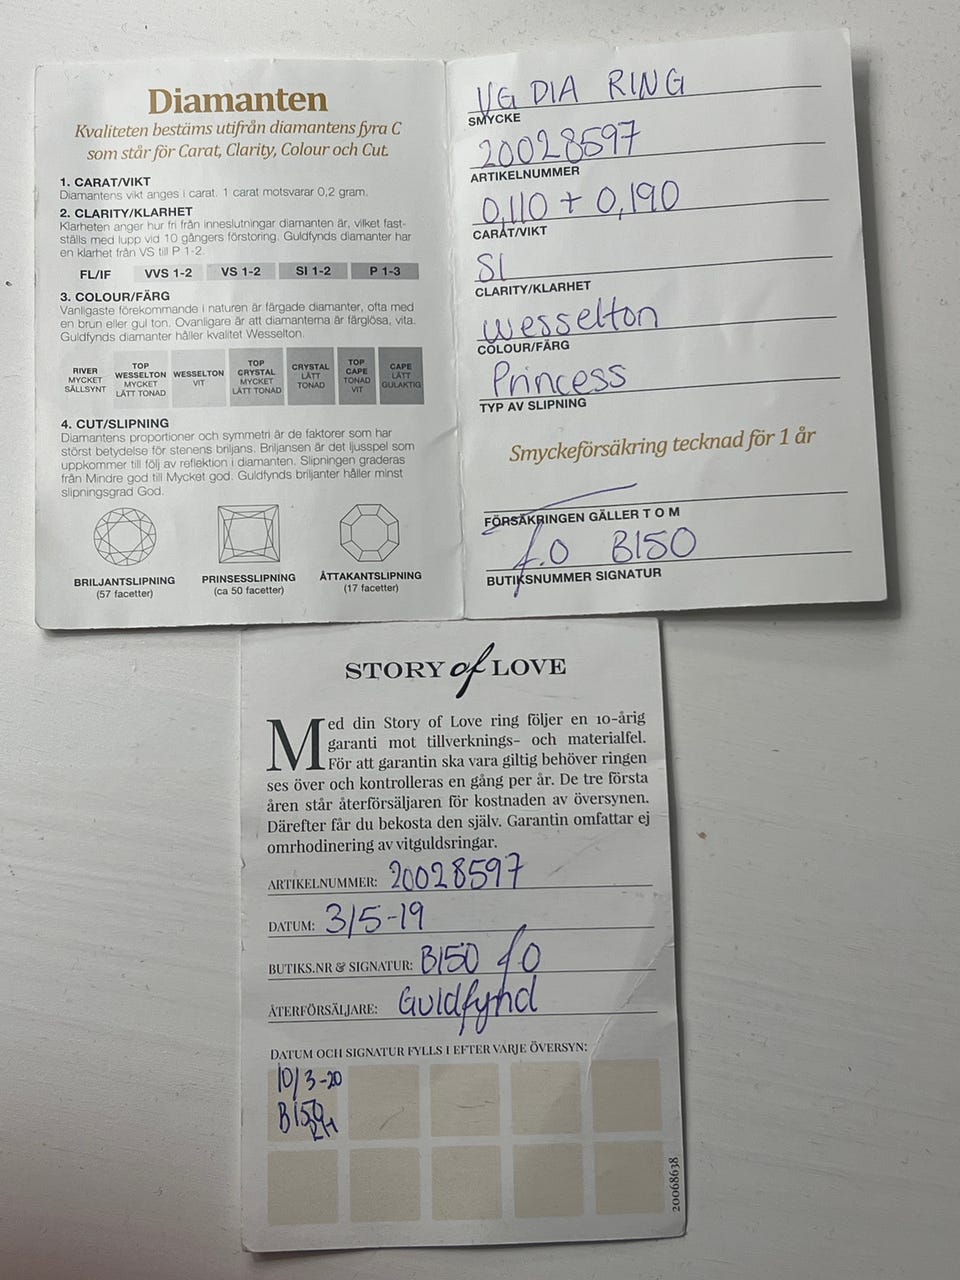 Diamanten
Kvaliteten bestäms utifrån diamantens fyra C
som står för Carat, Clarity, Colour och Cut.
1. CARAT/VIKT
Diamantens vikt anges i carat. 1 carat motsvarar 0,2 gram.
2. CLARITY/KLARHET
Klarheten anger hur fri från inneslutningar diamanten är, vilket fast-
ställs med lupp vid 10 gångers förstoring. Guldfynds diamanter har
en klarhet från VS till P 1-2.
FL/IF VVS 1-2 VS 1-2 SI 1-2 P 1-3
3. COLOUR/FÄRG
Vanligaste förekommande i naturen är färgade diamanter, ofta med
en brun eller gul ton. Ovanligare är att diamanterna är färglösa, vita.
Guldfynds diamanter håller kvalitet Wesselton.
RIVER
MYCKET
SÄLLSYNT
TOP
WESSELTON
MYCKET
LÄTT TONAD
WESSELTON
VIT
TOP
CRYSTAL
MYCKET
LÄTT TONAD
CRYSTAL
LÄTT
TONAD
TOP
CAPE
TONAD
VIT
CAPE
LÄTT
GULAKTIG
4. CUT/SLIPNING
Diamantens proportioner och symmetri är de faktorer som har
störst betydelse för stenens briljans. Briljansen är det ljusspel som
uppkommer till följd av reflektion i diamanten. Slipningen graderas
från Mindre god till Mycket god. Guldfynds briljanter håller minst
slipningsgrad God.
BRILJANTSLIPNING
(57 facetter)
PRINSESSLIPNING
(ca 50 facetter)
ÅTTAKANTSLIPNING
(17 facetter)
VG DIA RING
SMYCKE
20028597
ARTIKELNUMMER
0,110 + 0,190
CARAT/VIKT
SI
CLARITY/KLARHET
Wesselton
COLOUR/FÄRG
Princess
TYP AV SLIPNING
Smyckeförsäkring tecknad för 1 år
FÖRSÄKRINGEN GÄLLER T O M
f.O B150
BUTIKSNUMMER SIGNATUR
STORY of LOVE
Med din Story of Love ring följer en 10-årig
garanti mot tillverknings- och materialfel.
För att garantin ska vara giltig behöver ringen
ses över och kontrolleras en gång per år. De tre första
åren står återförsäljaren för kostnaden av översynen.
Därefter får du bekosta den själv. Garantin omfattar ej
omrhodinering av vitguldsringar.
ARTIKELNUMMER: 20028597
DATUM: 3/5-19
BUTIKS.NR & SIGNATUR: B150 f.O
ÅTERFÖRSÄLJARE: Guldfynd
DATUM OCH SIGNATUR FYLLS I EFTER VARJE ÖVERSYN:
10/3-20
B150
20068638